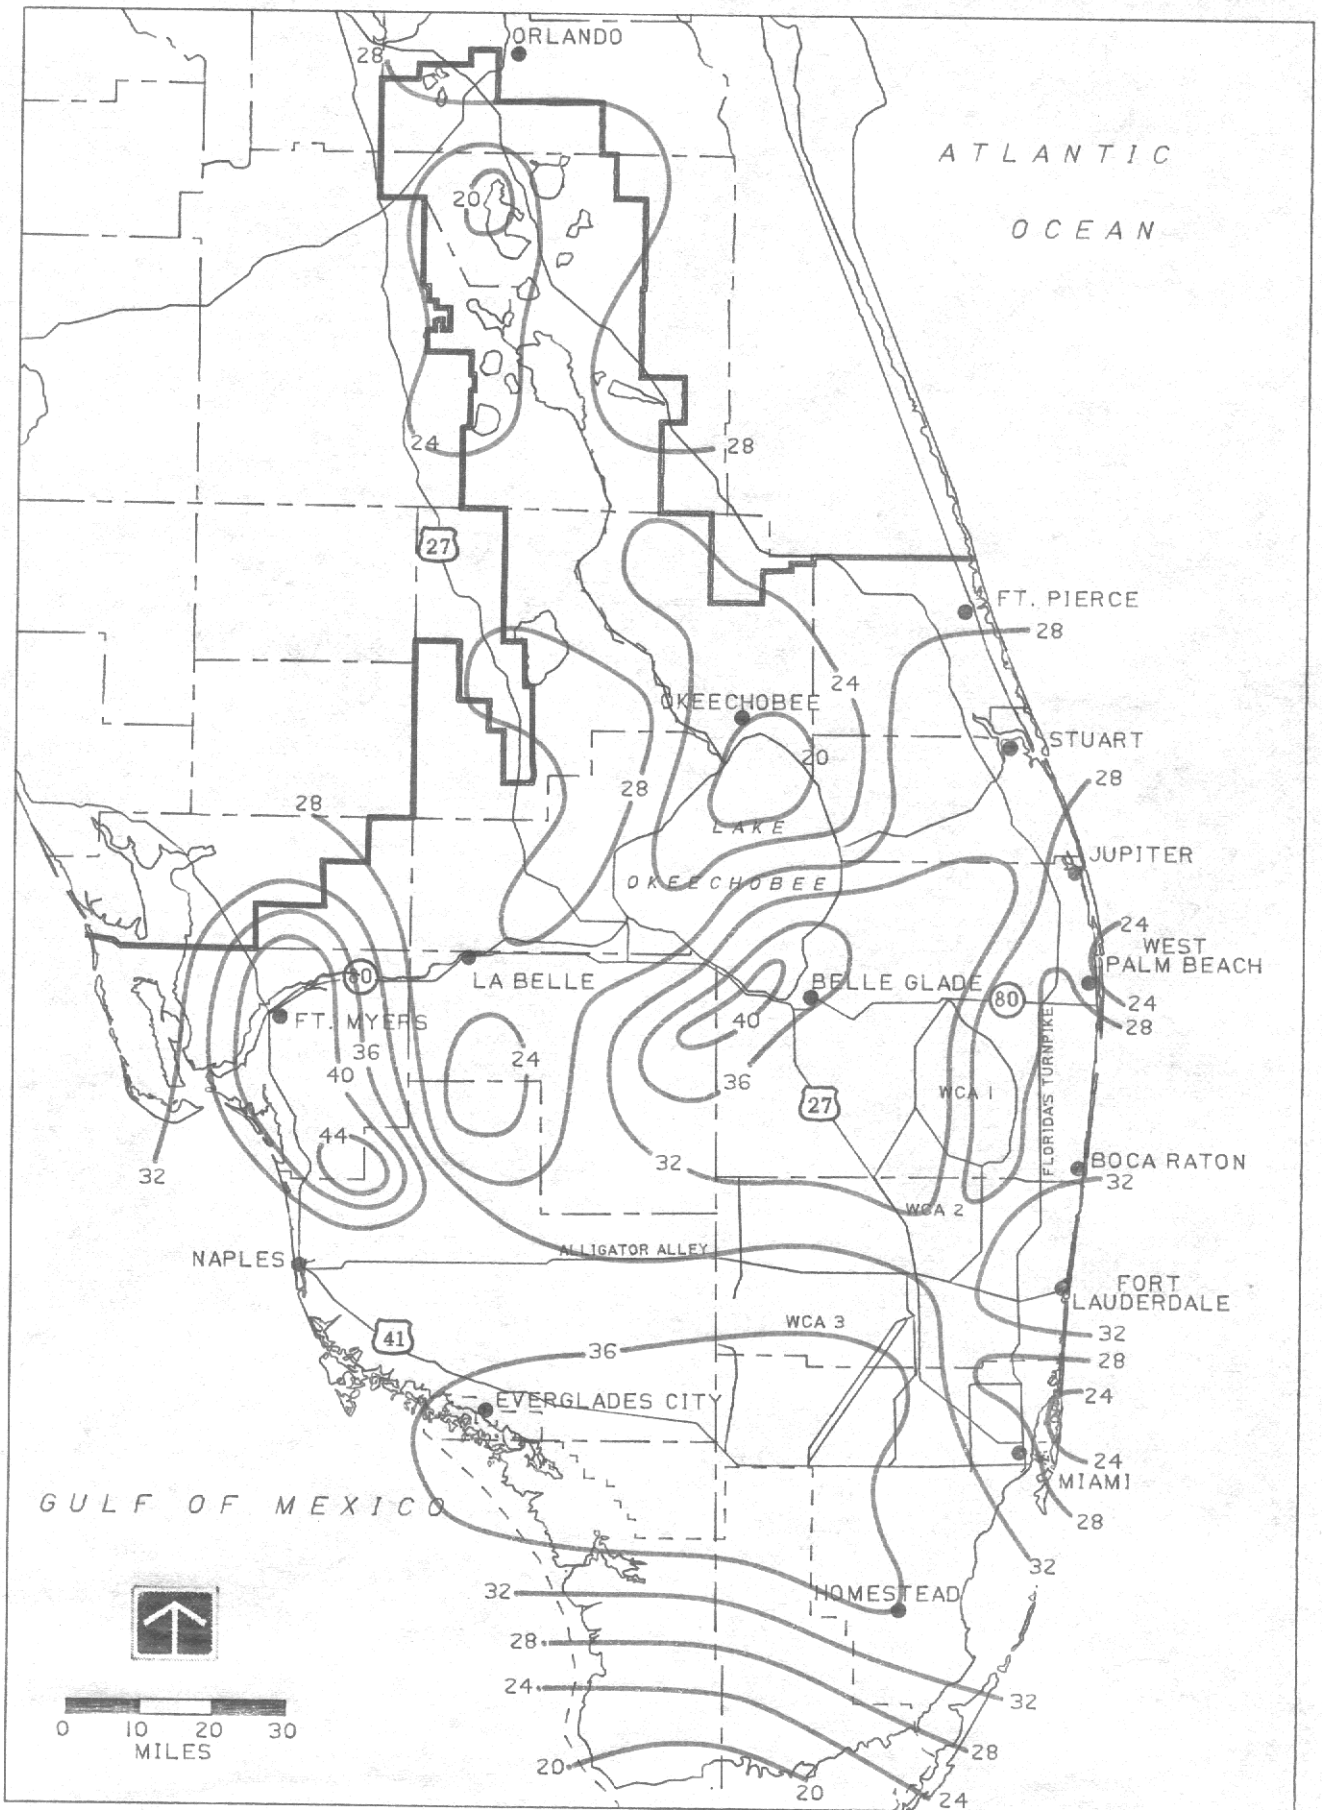 ORLANDO
28
ATLANTIC
OCEAN
20
24
28
27
FT. PIERCE
28
24
OKEECHOBEE
STUART
20
28
28
28
LAKE
JUPITER
OKEECHOBEE
24
WEST
PALM BEACH
80
LA BELLE
BELLE GLADE
80
24
28
FT. MYERS
40
36
24
40
36
27
WCA 1
FLORIDA'S TURNPIKE
44
32
32
BOCA RATON
32
WCA 2
NAPLES
ALLIGATOR ALLEY
FORT
LAUDERDALE
WCA 3
32
41
36
28
24
EVERGLADES CITY
24
MIAMI
GULF OF MEXICO
28
32
32
HOMESTEAD
28
24
32
28
20
20
24
0 10 20 30
MILES